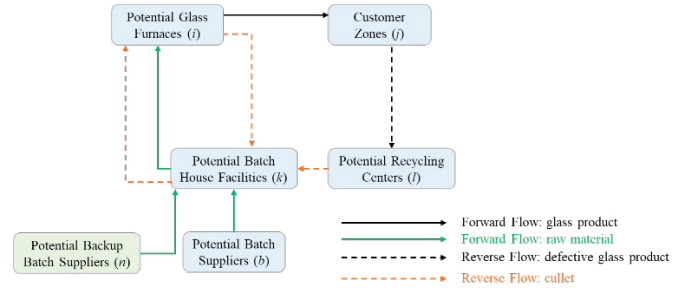 Potential Glass
Furnaces (i)
Customer
Zones (j)
Potential Batch
House Facilities (k)
Potential Recycling
Centers (l)
Potential Backup
Batch Suppliers (n)
Potential Batch
Suppliers (b)
Forward Flow: glass product
Forward Flow: raw material
Reverse Flow: defective glass product
Reverse Flow: cullet